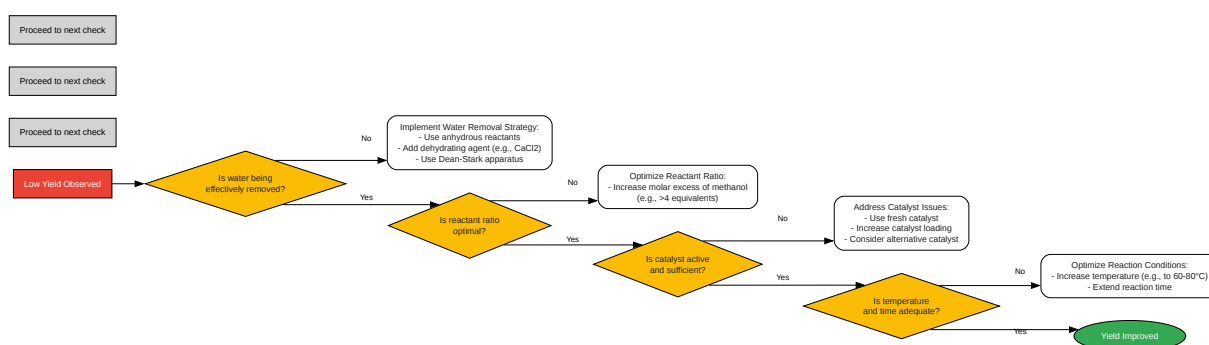 Proceed to next check
Proceed to next check
Proceed to next check
Low Yield Observed
Is water being
effectively removed?
No
Implement Water Removal Strategy:
- Use anhydrous reactants
- Add dehydrating agent (e.g., CaCl2)
- Use Dean-Stark apparatus
Yes
Is reactant ratio
optimal?
No
Optimize Reactant Ratio:
- Increase molar excess of methanol
(e.g., >4 equivalents)
Yes
Is catalyst active
and sufficient?
No
Address Catalyst Issues:
- Use fresh catalyst
- Increase catalyst loading
- Consider alternative catalyst
Yes
Is temperature
and time adequate?
No
Optimize Reaction Conditions:
- Increase temperature (e.g., to 60-80°C)
- Extend reaction time
Yes
Yield Improved